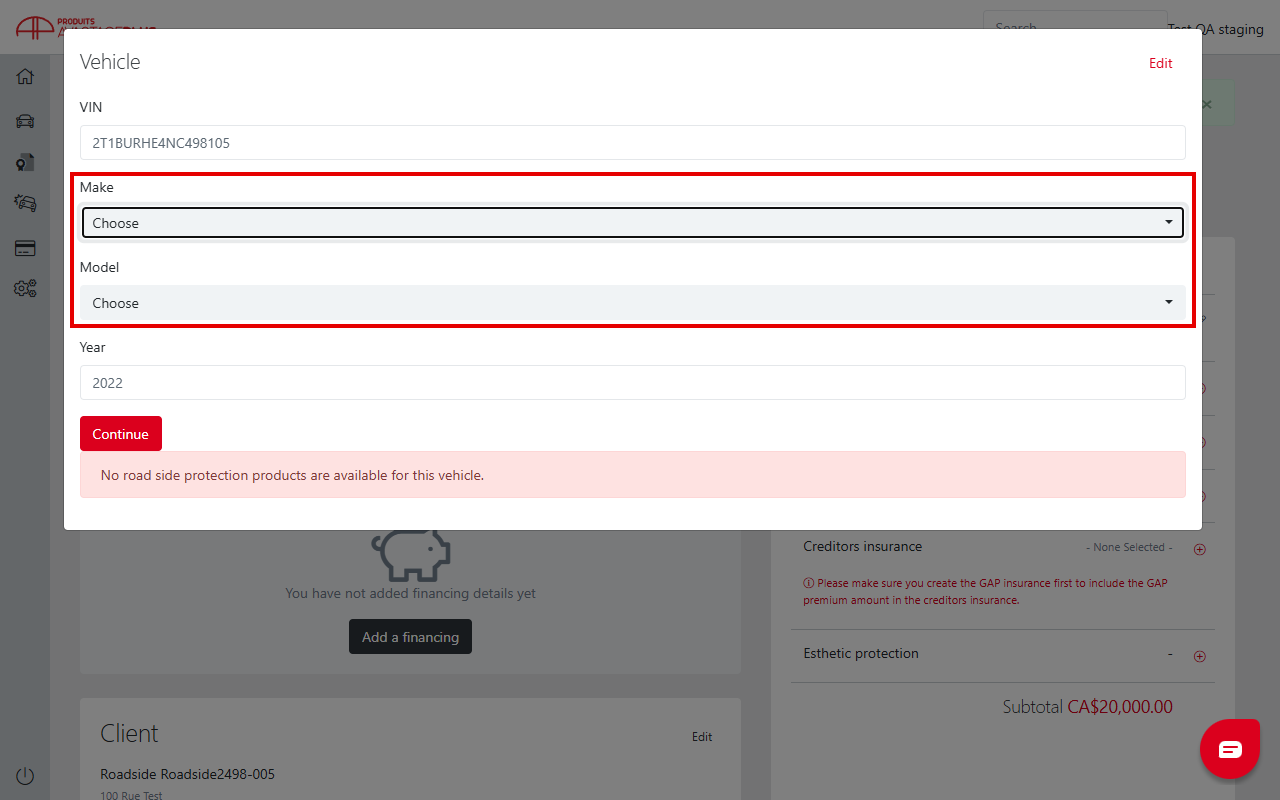 PRODUITS
Search
Test QA staging
Vehicle
Edit
VIN
2T1BURHE4NC498105
Make
Choose
Model
Choose
Year
2022
Continue
No road side protection products are available for this vehicle.
You have not added financing details yet
Add a financing
Creditors insurance
- None Selected -
Please make sure you create the GAP insurance first to include the GAP
premium amount in the creditors insurance.
Esthetic protection
-
Subtotal CA$20,000.00
Client
Edit
Roadside Roadside2498-005
100 Rue Test